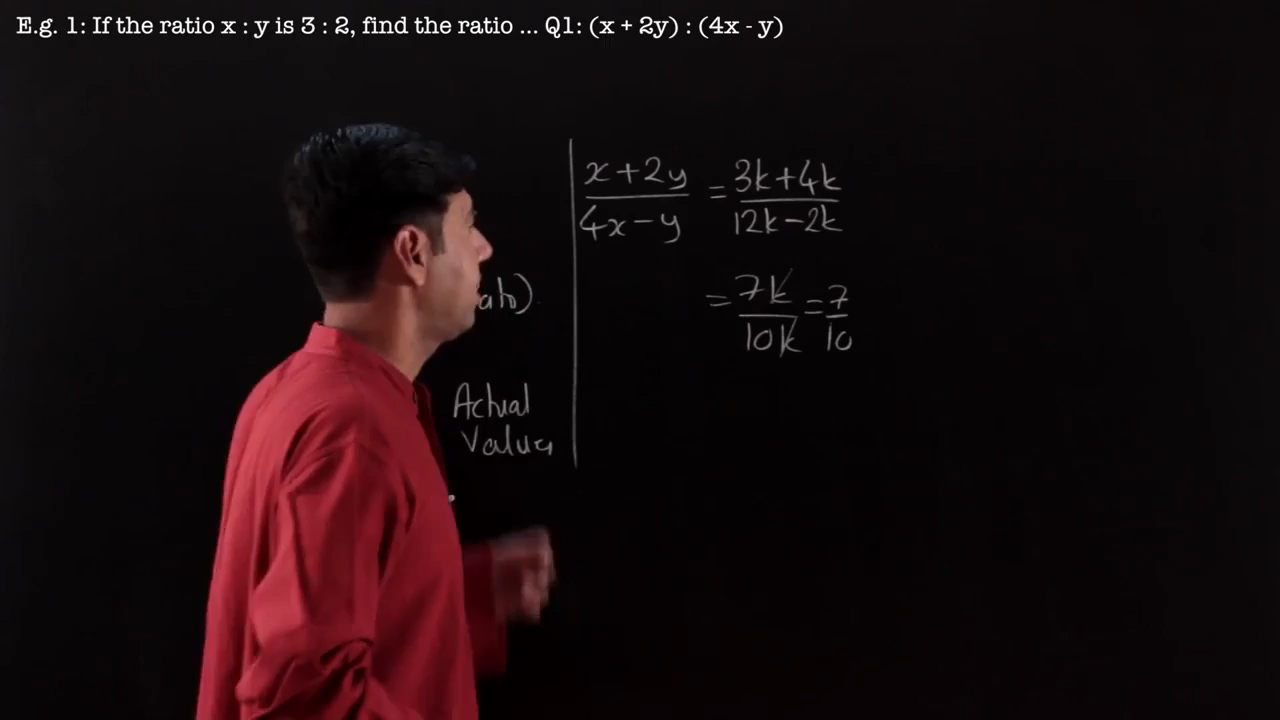 E.g. 1: If the ratio x : y is 3 : 2, find the ratio ... Q1: (x + 2y) : (4x - y)
x+2y / 4x-y = 3k+4k / 12k-2k
= 7k / 10k = 7 / 10
Actual
Values